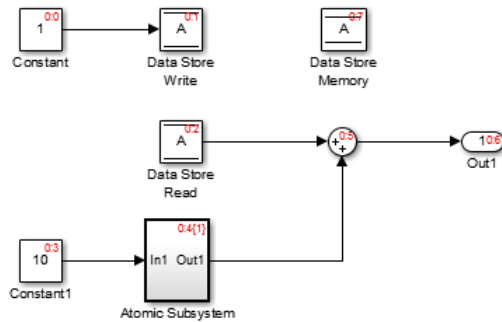 0:0
1
Constant
0:1
A
Data Store
Write
0:7
A
Data Store
Memory
0:2
A
Data Store
Read
0:5
++
1 0:6
Out1
0:3
10
Constant1
0:4{1}
In1 Out1
Atomic Subsystem